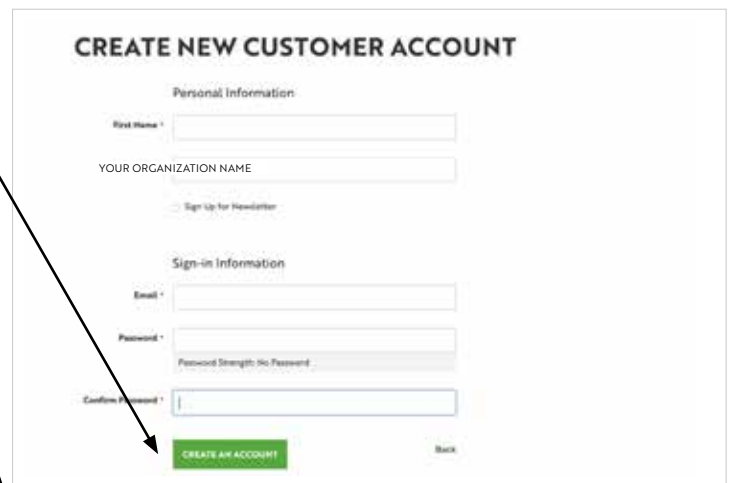 CREATE NEW CUSTOMER ACCOUNT
Personal Information
First Name *
YOUR ORGANIZATION NAME
Sign Up for Newsletter
Sign-in Information
Email *
Password *
Password Strength: No Password
Confirm Password *
CREATE AN ACCOUNT
Back